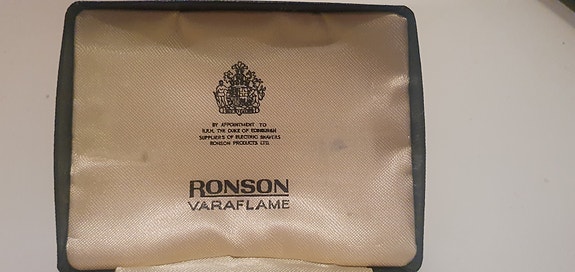 BY APPOINTMENT TO
H.R.H. THE DUKE OF EDINBURGH
SUPPLIERS OF ELECTRIC SHAVERS
RONSON PRODUCTS LTD.
RONSON
VARAFLAME